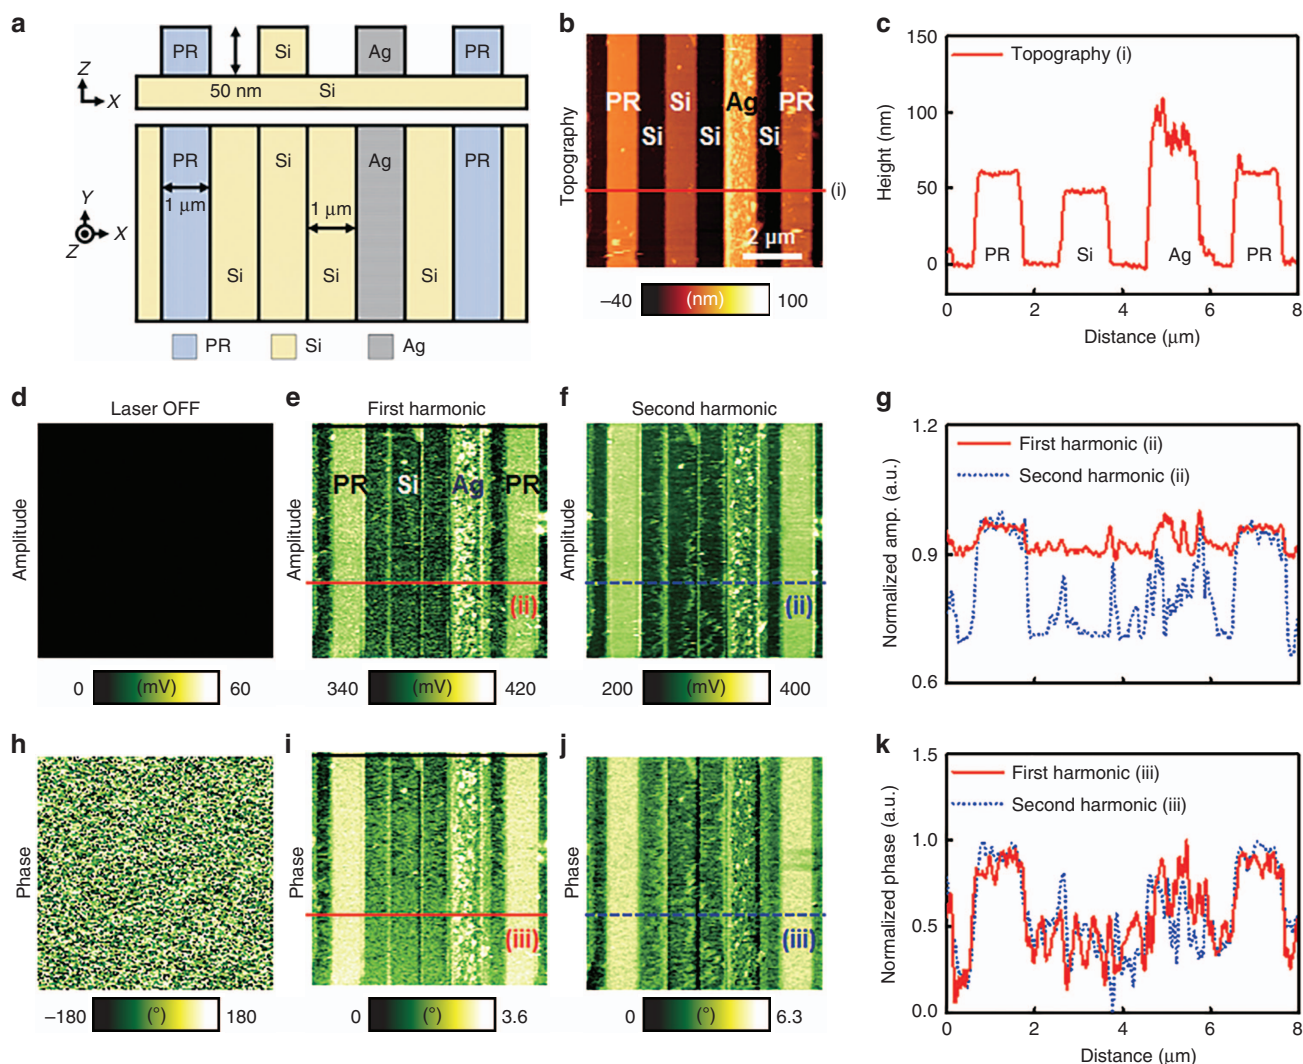 a
PR
Si
Ag
PR
Z
X
50 nm
Si
PR
Si
Ag
PR
1 μm
1 μm
Y
X
Z
Si
Si
Si
PR
Si
Ag
b
Topography
PR
Si
Ag
PR
Si
Si
Si
(i)
2 μm
–40
(nm)
100
c
150
100
50
0
Height (nm)
Topography (i)
PR
Si
Ag
PR
0
2
4
6
8
Distance (μm)
d
Laser OFF
Amplitude
0
(mV)
60
e
First harmonic
Amplitude
PR
Si
Ag
PR
(ii)
340
(mV)
420
f
Second harmonic
Amplitude
(ii)
200
(mV)
400
g
1.2
0.9
0.6
Normalized amp. (a.u.)
First harmonic (ii)
Second harmonic (ii)
h
Phase
–180
(°)
180
i
Phase
(iii)
0
(°)
3.6
j
Phase
(iii)
0
(°)
6.3
k
1.5
1.0
0.5
0.0
Normalized phase (a.u.)
First harmonic (iii)
Second harmonic (iii)
0
2
4
6
8
Distance (μm)